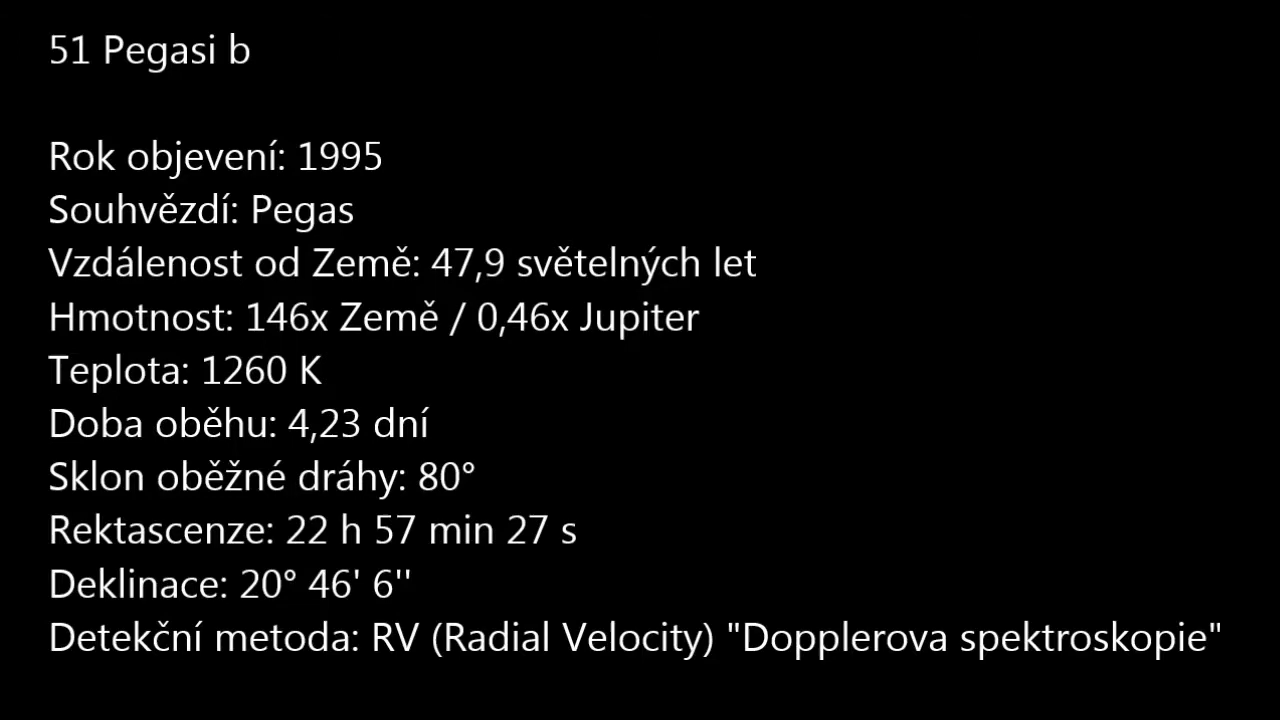 51 Pegasi b
Rok objevení: 1995
Souhvězdí: Pegas
Vzdálenost od Země: 47,9 světelných let
Hmotnost: 146x Země / 0,46x Jupiter
Teplota: 1260 K
Doba oběhu: 4,23 dní
Sklon oběžné dráhy: 80°
Rektascenze: 22 h 57 min 27 s
Deklinace: 20° 46' 6''
Detekční metoda: RV (Radial Velocity) "Dopplerova spektroskopie"